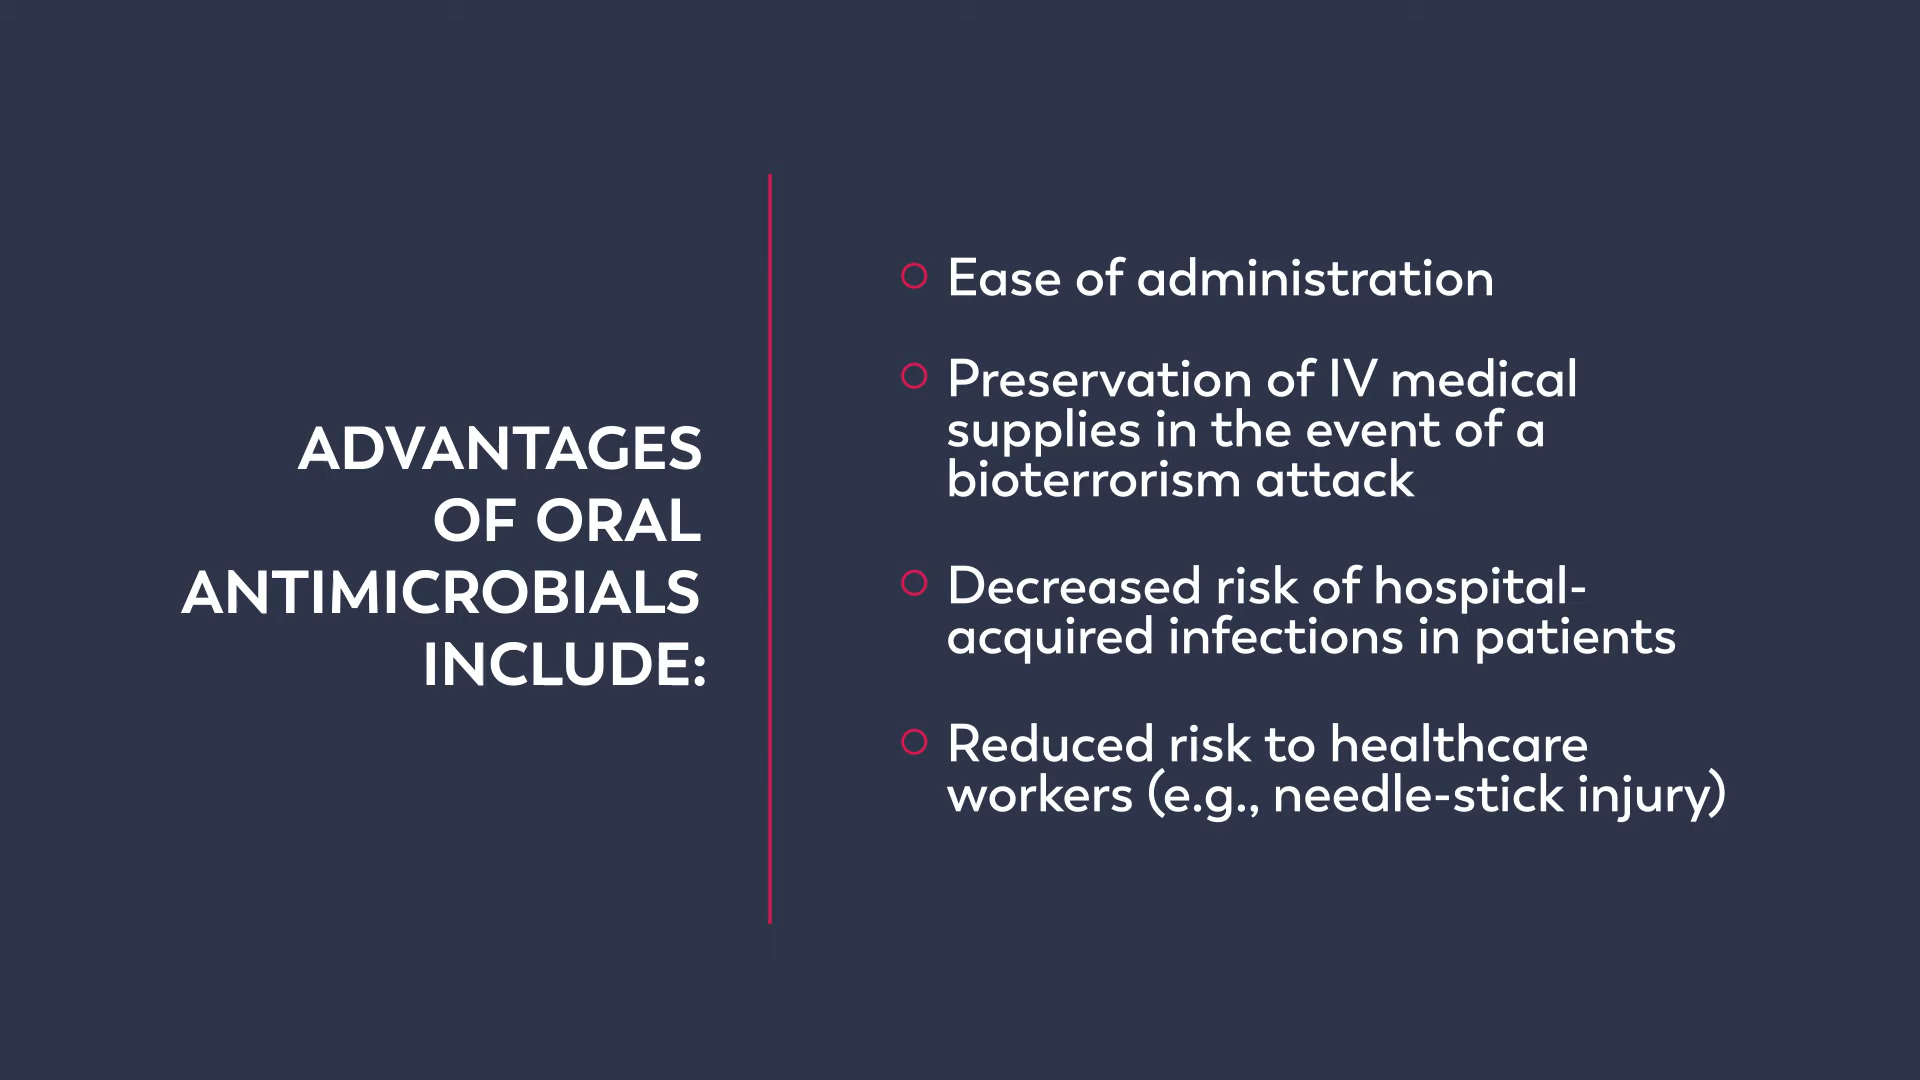 ADVANTAGES
OF ORAL
ANTIMICROBIALS
INCLUDE:
Ease of administration
Preservation of IV medical
supplies in the event of a
bioterrorism attack
Decreased risk of hospital-
acquired infections in patients
Reduced risk to healthcare
workers (e.g., needle-stick injury)